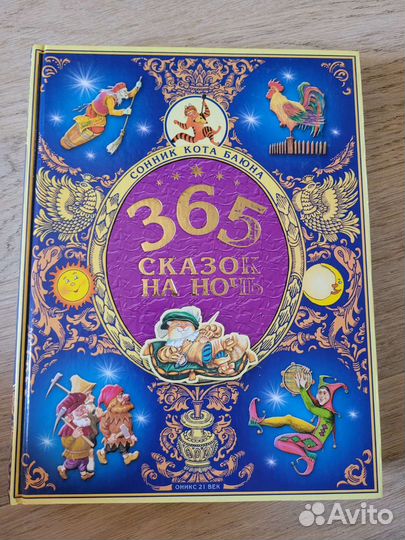 СОННИК КОТА БАЮНА
365
СКАЗОК
НА НОЧЬ
ОНИКС 21 ВЕК
Avito